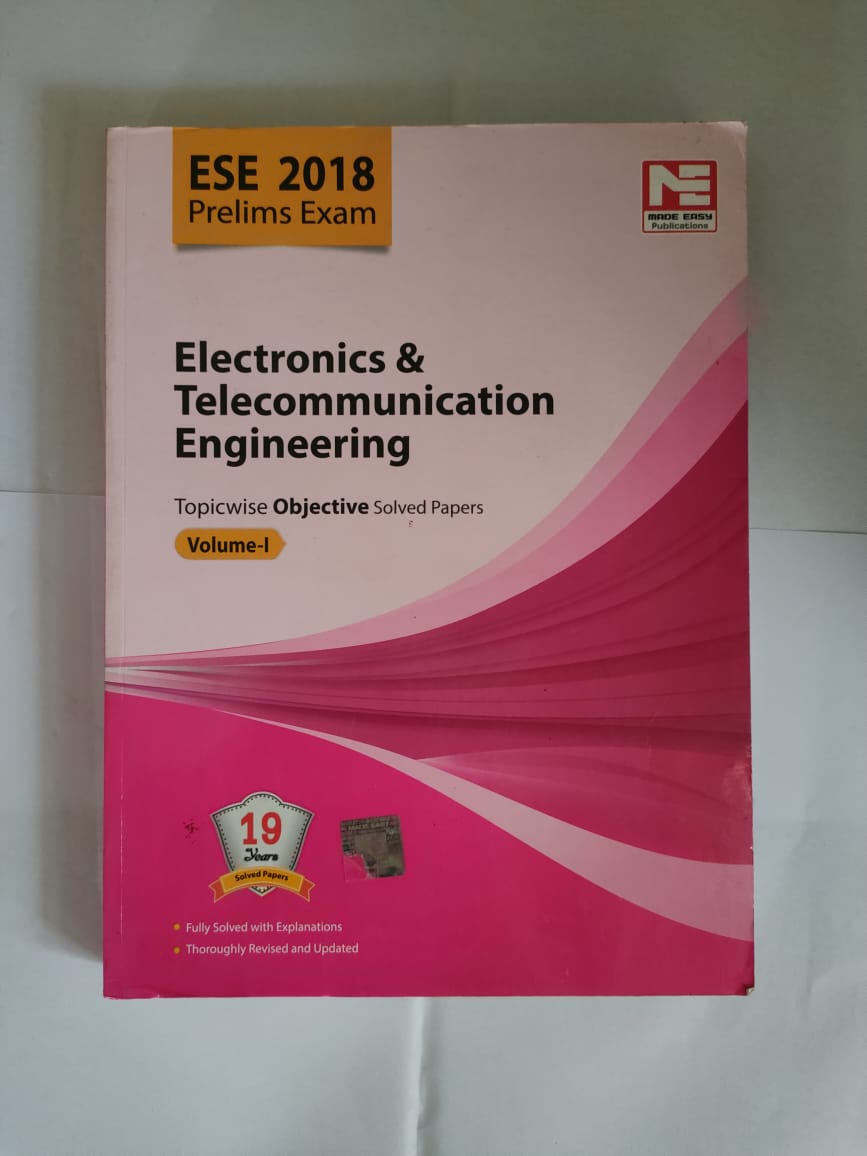 ESE 2018
Prelims Exam
ME
MADE EASY
Publications
Electronics &
Telecommunication
Engineering
Topicwise Objective Solved Papers
Volume-I
19
Years
Solved Papers
• Fully Solved with Explanations
• Thoroughly Revised and Updated